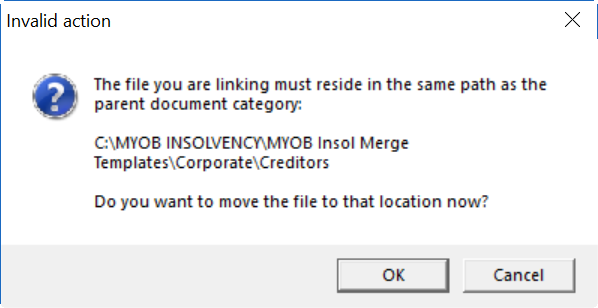 Invalid action
The file you are linking must reside in the same path as the
parent document category:
C:\MYOB INSOLVENCY\MYOB Insol Merge
Templates\Corporate\Creditors
Do you want to move the file to that location now?
OK
Cancel